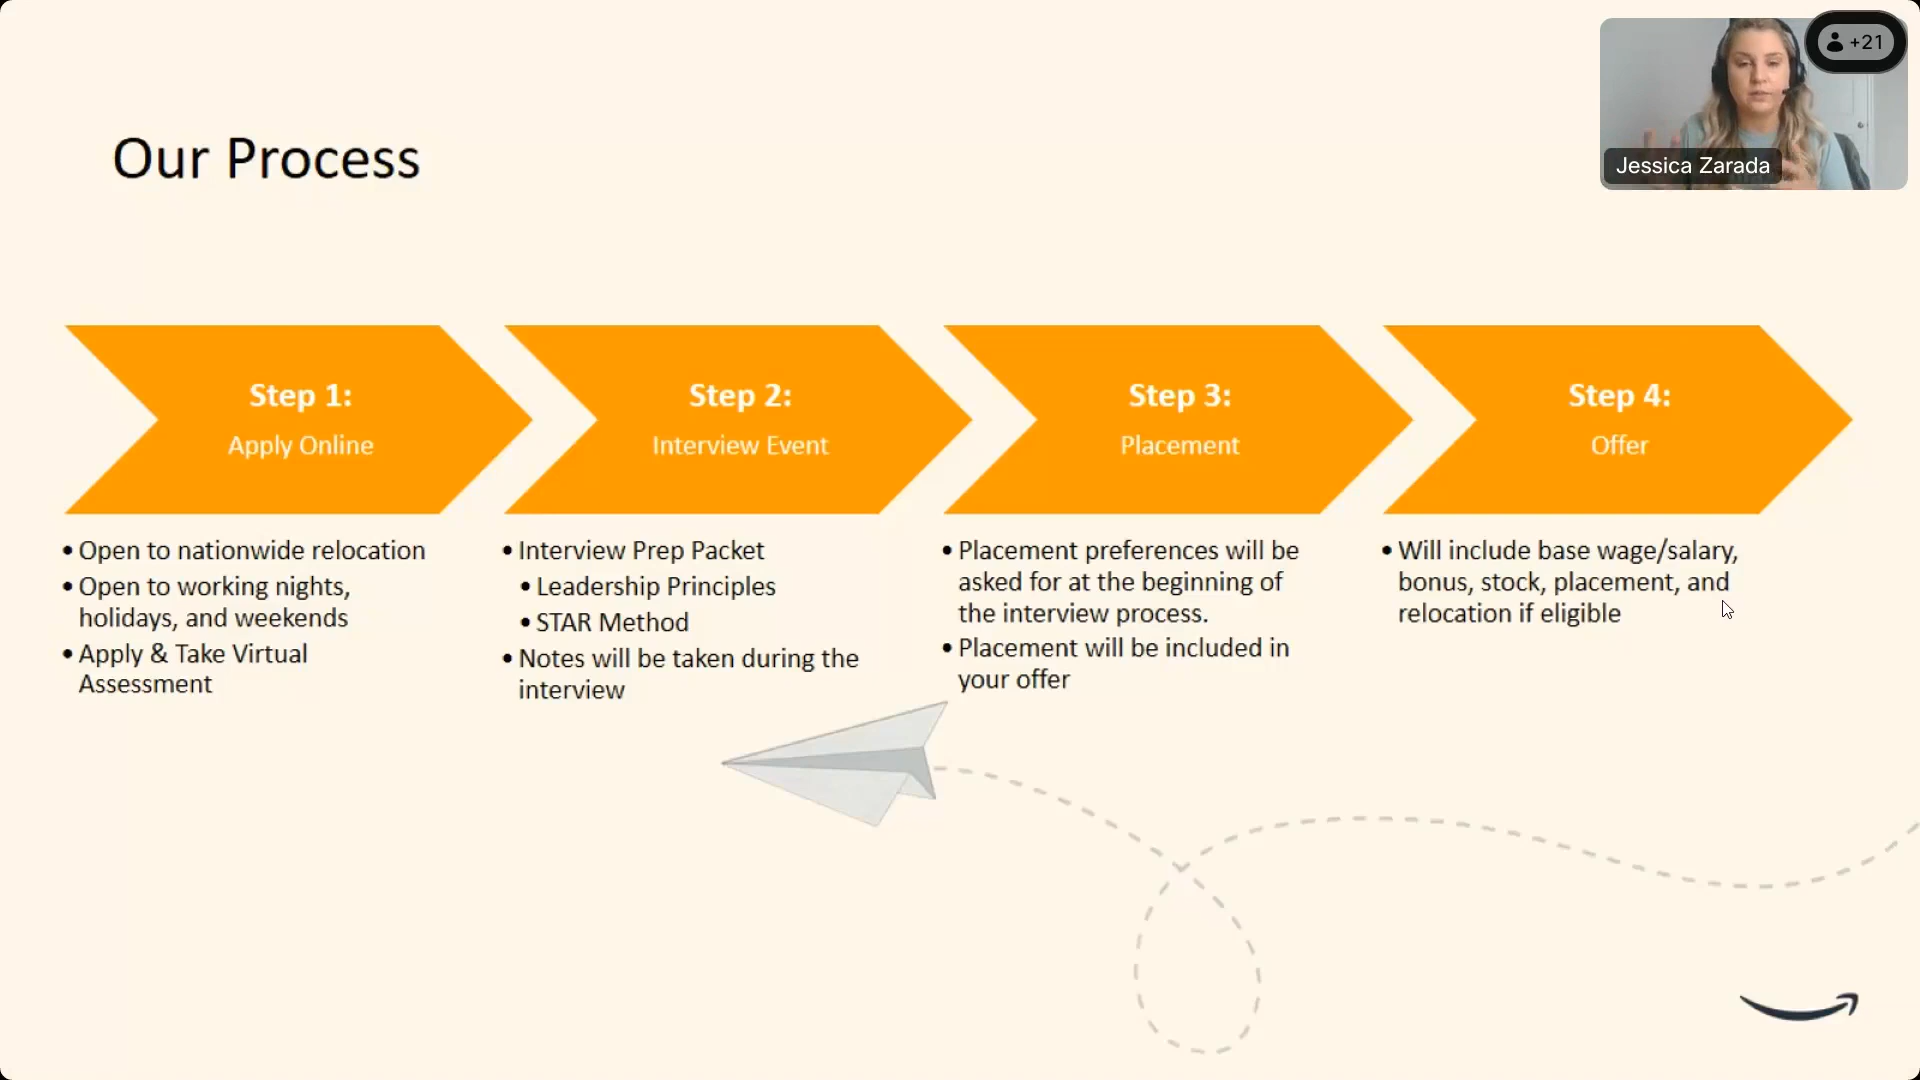 +21
Jessica Zarada
Our Process
Step 1:
Apply Online
• Open to nationwide relocation
• Open to working nights,
holidays, and weekends
• Apply & Take Virtual
Assessment
Step 2:
Interview Event
• Interview Prep Packet
• Leadership Principles
• STAR Method
• Notes will be taken during the
interview
Step 3:
Placement
• Placement preferences will be
asked for at the beginning of
the interview process.
• Placement will be included in
your offer
Step 4:
Offer
• Will include base wage/salary,
bonus, stock, placement, and
relocation if eligible